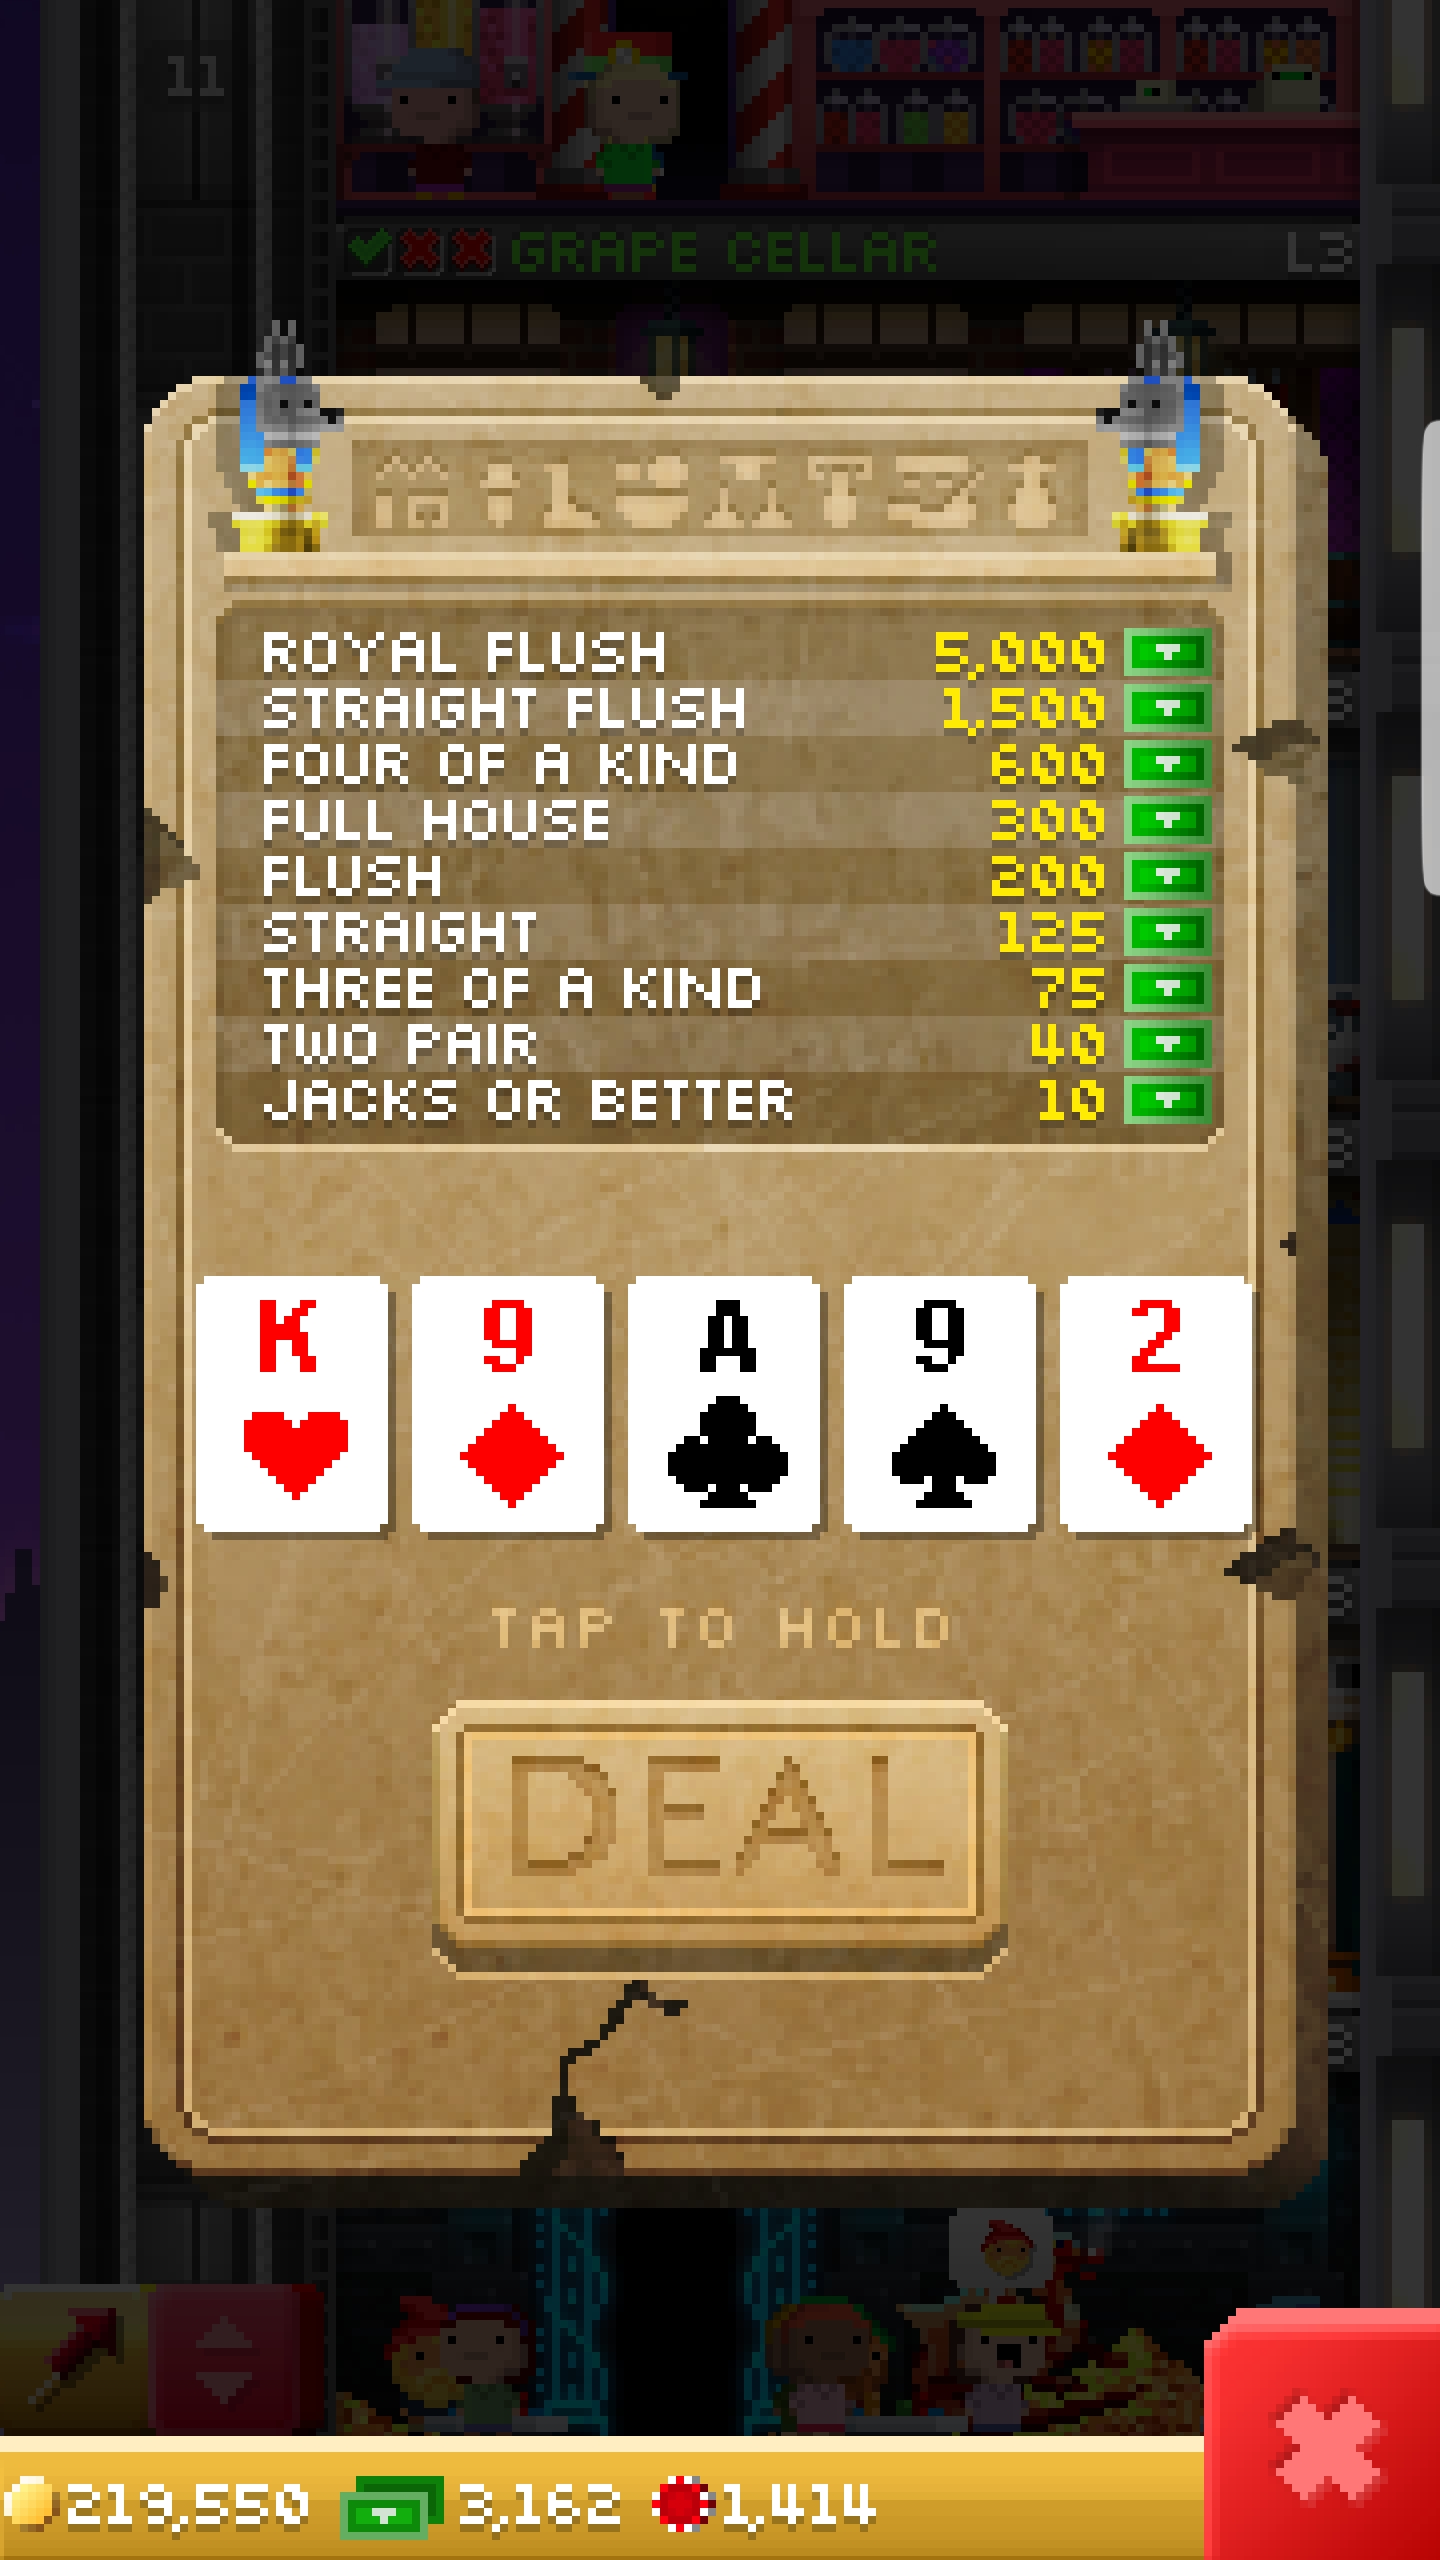 11
GRAPE CELLAR L3
ROYAL FLUSH 5,000
STRAIGHT FLUSH 1,500
FOUR OF A KIND 600
FULL HOUSE 300
FLUSH 200
STRAIGHT 125
THREE OF A KIND 75
TWO PAIR 40
JACKS OR BETTER 10
K 9 A 9 2
TAP TO HOLD
DEAL
219,550 3,162 1,414